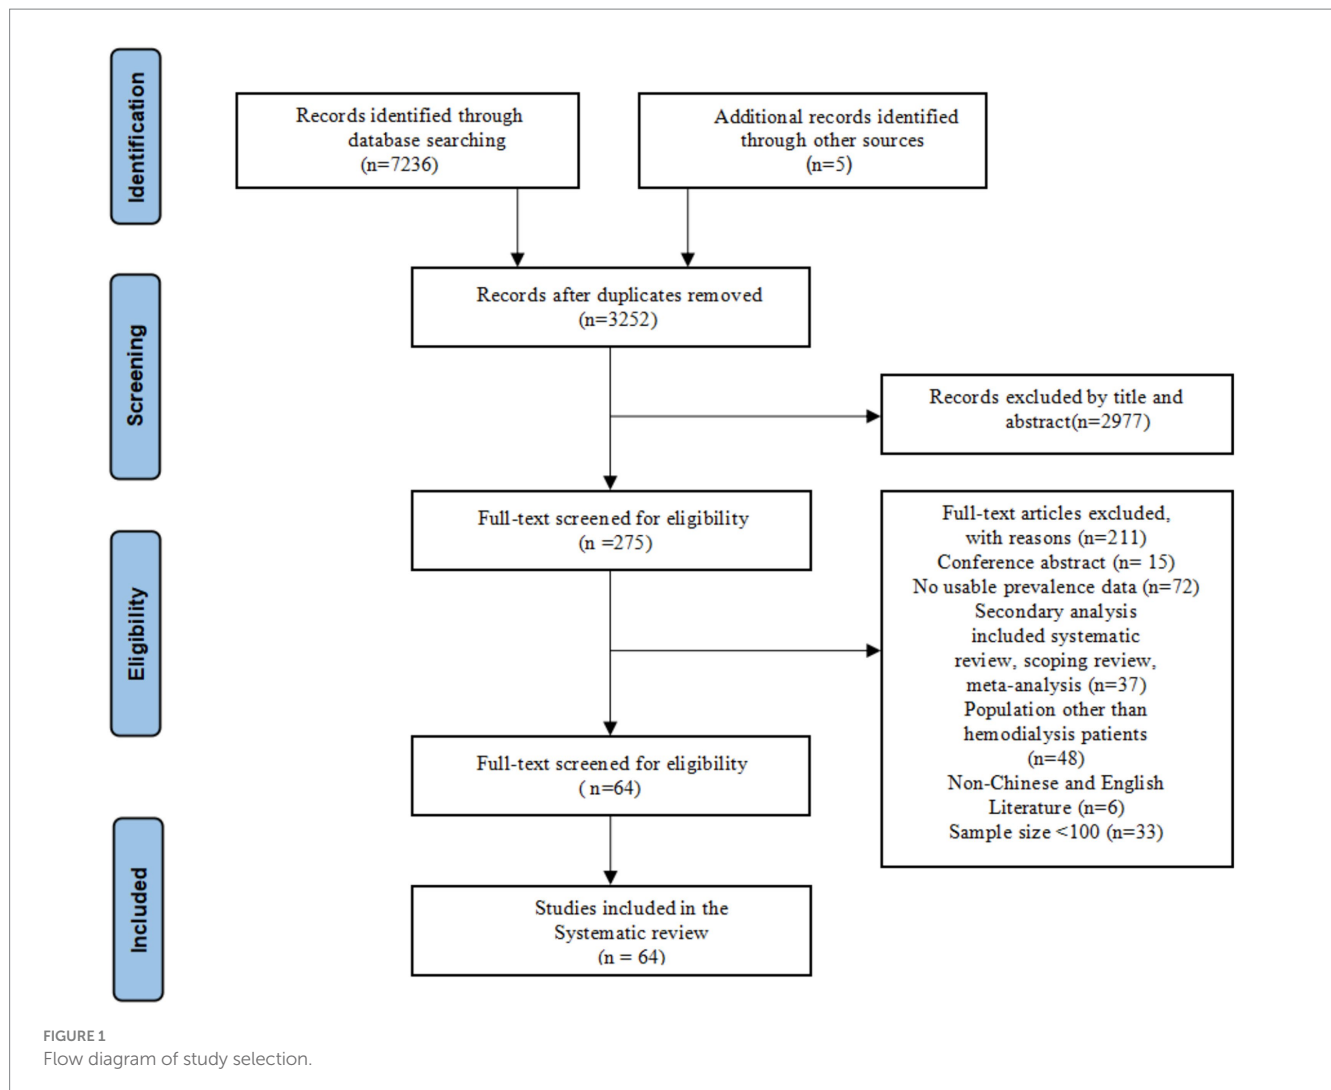 Identification
Records identified through
database searching
(n=7236)
Additional records identified
through other sources
(n=5)
Screening
Records after duplicates removed
(n=3252)
Records excluded by title and
abstract(n=2977)
Eligibility
Full-text screened for eligibility
(n =275)
Full-text articles excluded,
with reasons (n=211)
Conference abstract (n= 15)
No usable prevalence data (n=72)
Secondary analysis
included systematic
review, scoping review,
meta-analysis (n=37)
Population other than
hemodialysis patients
(n=48)
Non-Chinese and English
Literature (n=6)
Sample size <100 (n=33)
Full-text screened for eligibility
( n=64)
Included
Studies included in the
Systematic review
(n = 64)
FIGURE 1
Flow diagram of study selection.